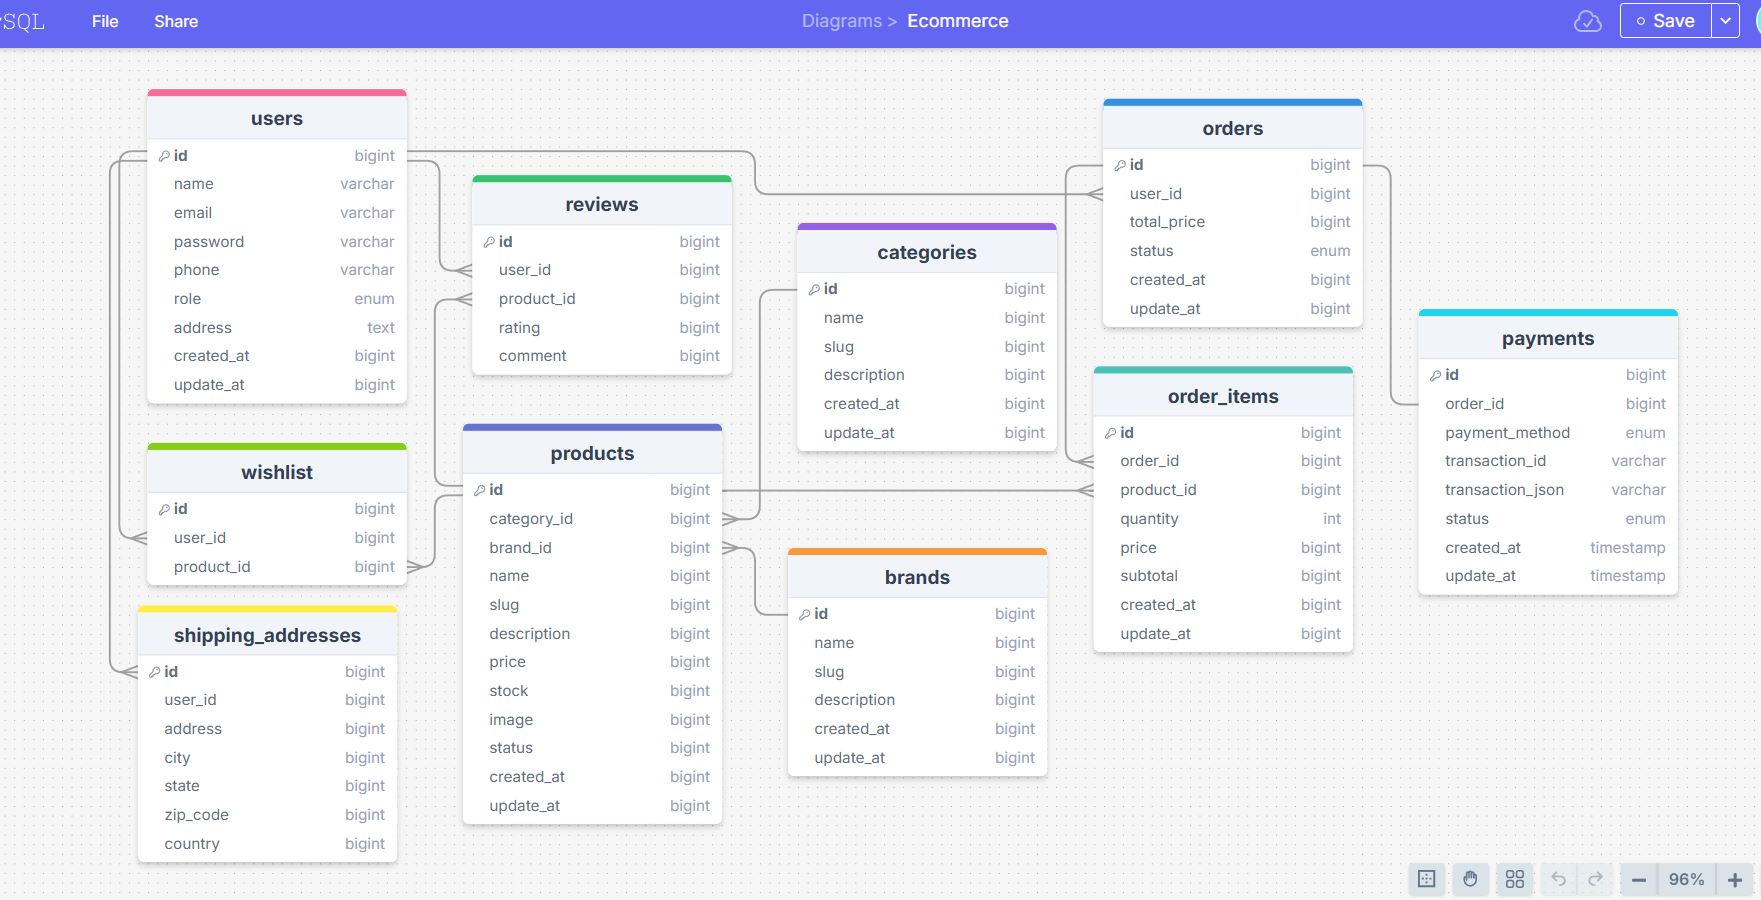 SQL
File
Share
Diagrams > Ecommerce
Save
users
id bigint
name varchar
email varchar
password varchar
phone varchar
role enum
address text
created_at bigint
update_at bigint
wishlist
id bigint
user_id bigint
product_id bigint
shipping_addresses
id bigint
user_id bigint
address bigint
city bigint
state bigint
zip_code bigint
country bigint
reviews
id bigint
user_id bigint
product_id bigint
rating bigint
comment bigint
products
id bigint
category_id bigint
brand_id bigint
name bigint
slug bigint
description bigint
price bigint
stock bigint
image bigint
status bigint
created_at bigint
update_at bigint
categories
id bigint
name bigint
slug bigint
description bigint
created_at bigint
update_at bigint
brands
id bigint
name bigint
slug bigint
description bigint
created_at bigint
update_at bigint
orders
id bigint
user_id bigint
total_price bigint
status enum
created_at bigint
update_at bigint
order_items
id bigint
order_id bigint
product_id bigint
quantity int
price bigint
subtotal bigint
created_at bigint
update_at bigint
payments
id bigint
order_id bigint
payment_method enum
transaction_id varchar
transaction_json varchar
status enum
created_at timestamp
update_at timestamp
96%